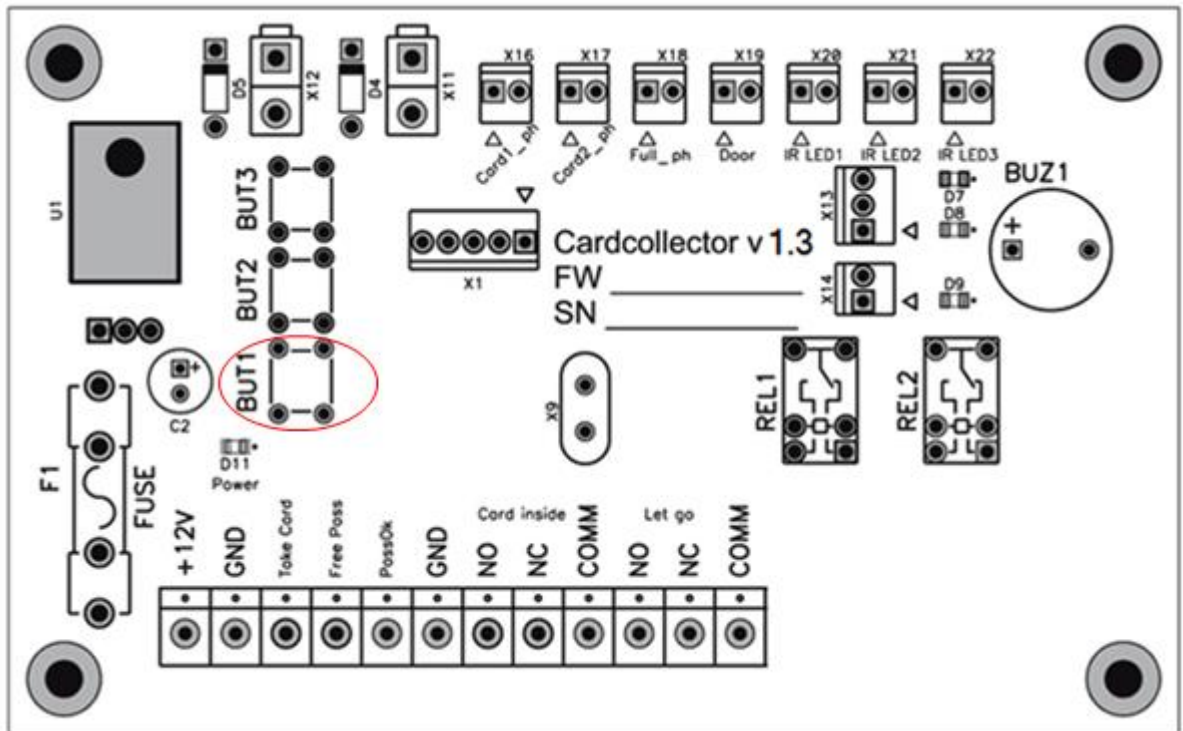 D5
X12
D4
X11
X16
X17
X18
X19
X20
X21
X22
Card1_ph
Card2_ph
Full_ph
Door
IR LED1
IR LED2
IR LED3
U1
BUT3
BUT2
BUT1
X1
Cardcollector v 1.3
FW
SN
X13
X14
D7
D8
D9
BUZ1
+
+
C2
X9
REL1
REL2
D11
Power
F1
FUSE
Card inside
Let go
+12V
GND
Take Card
Free Pass
PassOk
GND
NO
NC
COMM
NO
NC
COMM